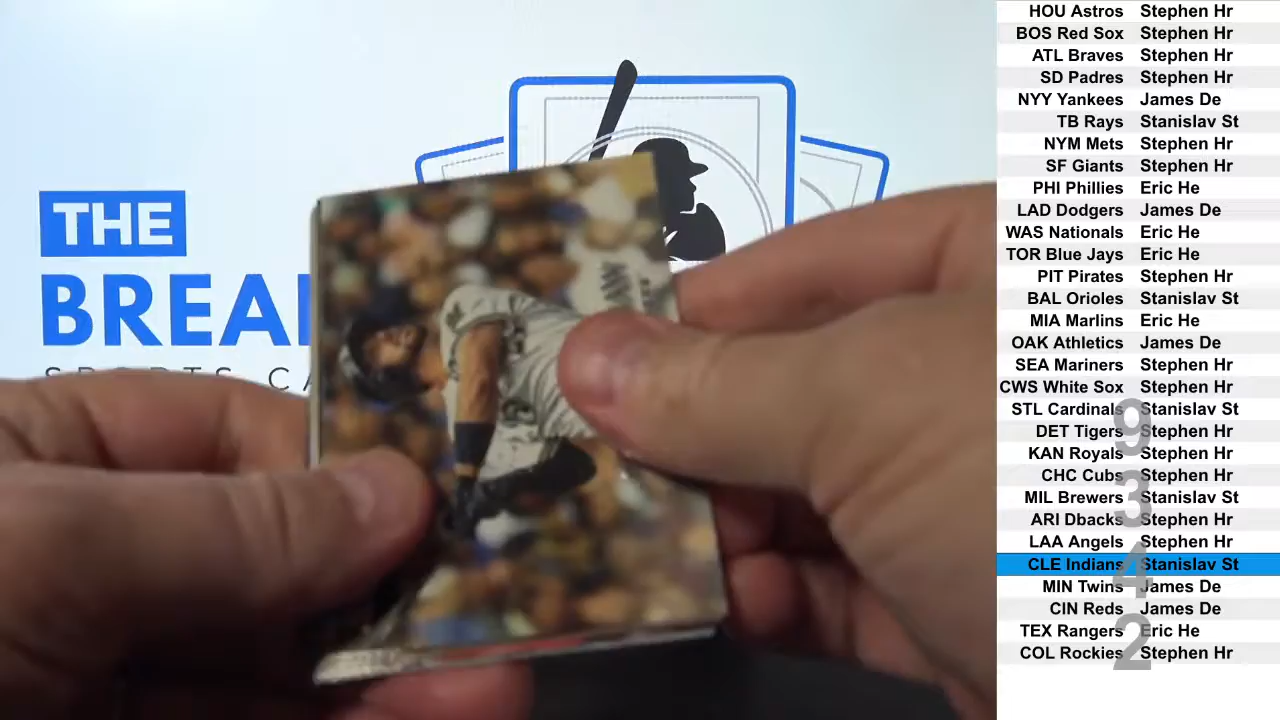 THE
BREA
SPORTS CA
HOU Astros Stephen Hr
BOS Red Sox Stephen Hr
ATL Braves Stephen Hr
SD Padres Stephen Hr
NYY Yankees James De
TB Rays Stanislav St
NYM Mets Stephen Hr
SF Giants Stephen Hr
PHI Phillies Eric He
LAD Dodgers James De
WAS Nationals Eric He
TOR Blue Jays Eric He
PIT Pirates Stephen Hr
BAL Orioles Stanislav St
MIA Marlins Eric He
OAK Athletics James De
SEA Mariners Stephen Hr
CWS White Sox Stephen Hr
STL Cardinals Stanislav St
DET Tigers Stephen Hr
KAN Royals Stephen Hr
CHC Cubs Stephen Hr
MIL Brewers Stanislav St
ARI Dbacks Stephen Hr
LAA Angels Stephen Hr
CLE Indians Stanislav St
MIN Twins James De
CIN Reds James De
TEX Rangers Eric He
COL Rockies Stephen Hr
9
3
4
2